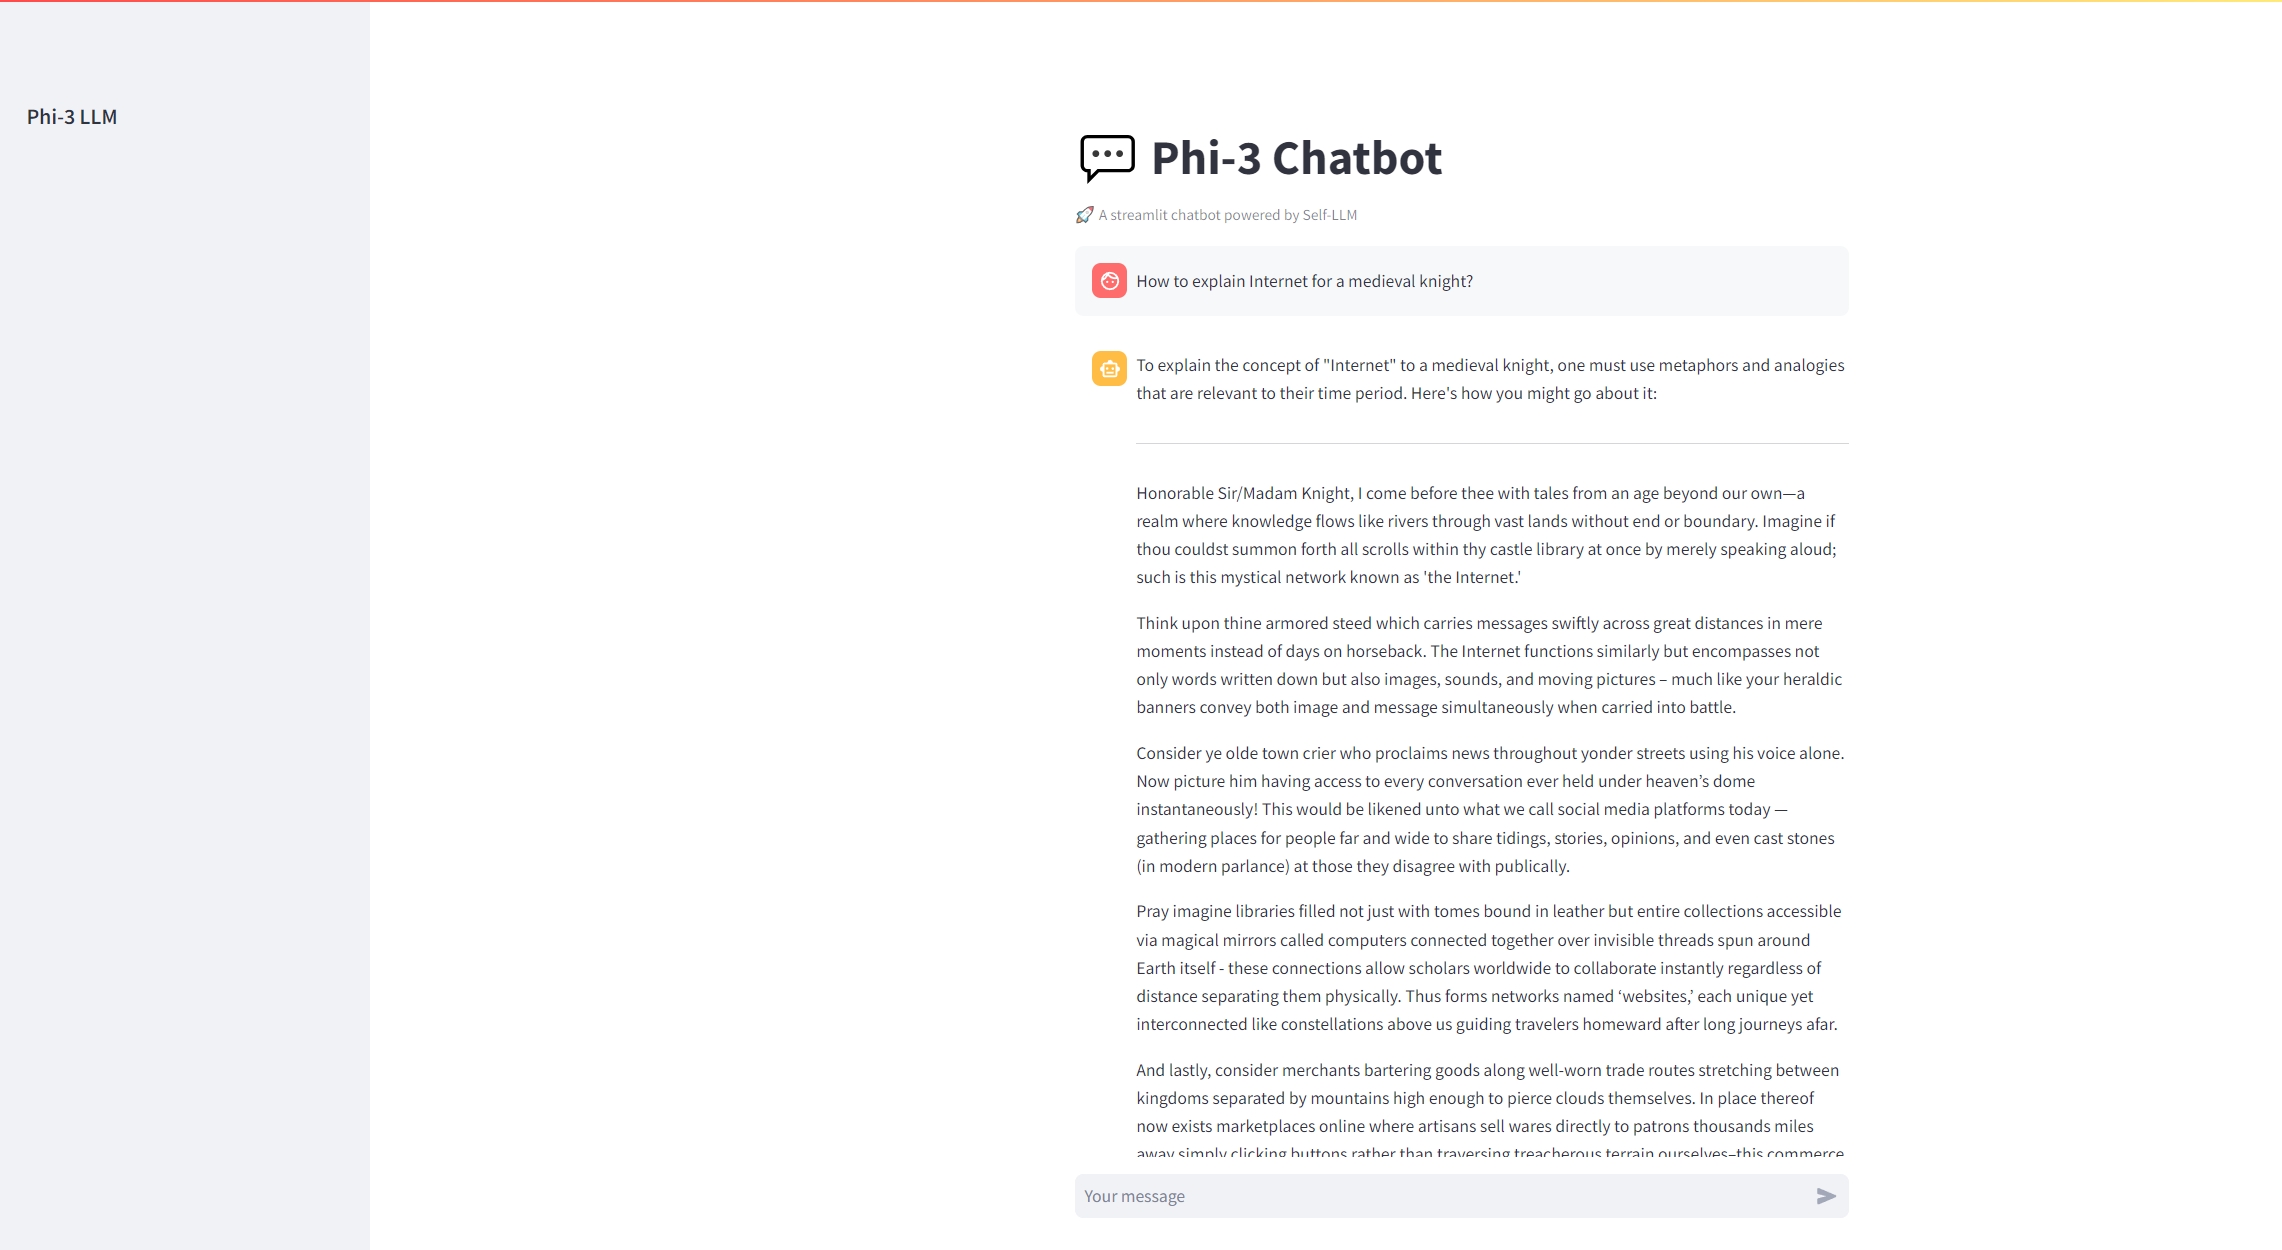 Phi-3 LLM
Phi-3 Chatbot
🚀 A streamlit chatbot powered by Self-LLM
How to explain Internet for a medieval knight?
To explain the concept of "Internet" to a medieval knight, one must use metaphors and analogies
that are relevant to their time period. Here's how you might go about it:
Honorable Sir/Madam Knight, I come before thee with tales from an age beyond our own—a
realm where knowledge flows like rivers through vast lands without end or boundary. Imagine if
thou couldst summon forth all scrolls within thy castle library at once by merely speaking aloud;
such is this mystical network known as 'the Internet.'
Think upon thine armored steed which carries messages swiftly across great distances in mere
moments instead of days on horseback. The Internet functions similarly but encompasses not
only words written down but also images, sounds, and moving pictures – much like your heraldic
banners convey both image and message simultaneously when carried into battle.
Consider ye olde town crier who proclaims news throughout yonder streets using his voice alone.
Now picture him having access to every conversation ever held under heaven’s dome
instantaneously! This would be likened unto what we call social media platforms today —
gathering places for people far and wide to share tidings, stories, opinions, and even cast stones
(in modern parlance) at those they disagree with publically.
Pray imagine libraries filled not just with tomes bound in leather but entire collections accessible
via magical mirrors called computers connected together over invisible threads spun around
Earth itself - these connections allow scholars worldwide to collaborate instantly regardless of
distance separating them physically. Thus forms networks named ‘websites,’ each unique yet
interconnected like constellations above us guiding travelers homeward after long journeys afar.
And lastly, consider merchants bartering goods along well-worn trade routes stretching between
kingdoms separated by mountains high enough to pierce clouds themselves. In place thereof
now exists marketplaces online where artisans sell wares directly to patrons thousands miles
away simply clicking buttons rather than traversing treacherous terrain ourselves–this commerce
Your message